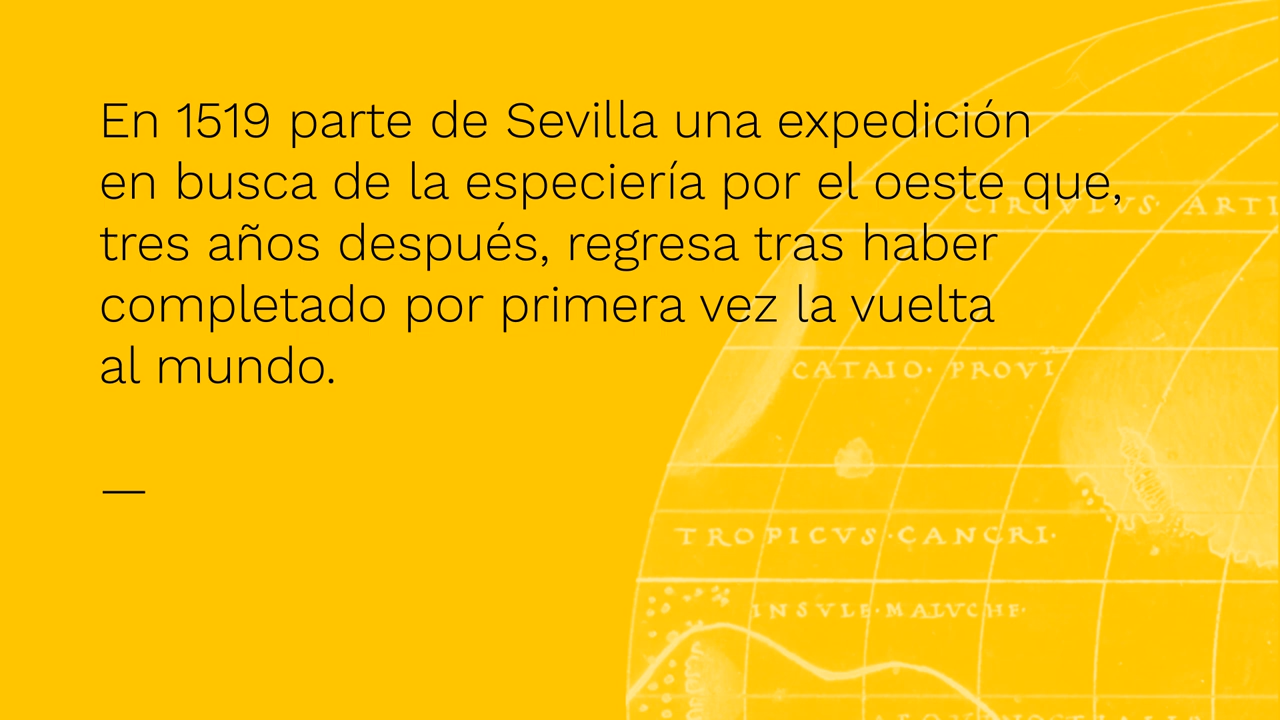 En 1519 parte de Sevilla una expedición
en busca de la especiería por el oeste que,
tres años después, regresa tras haber
completado por primera vez la vuelta
al mundo.
—
CIRCVLVS· ARTI
CATAIO· PROVI
TROPICVS·CANCRI·
INSVLE·MALVCHE·